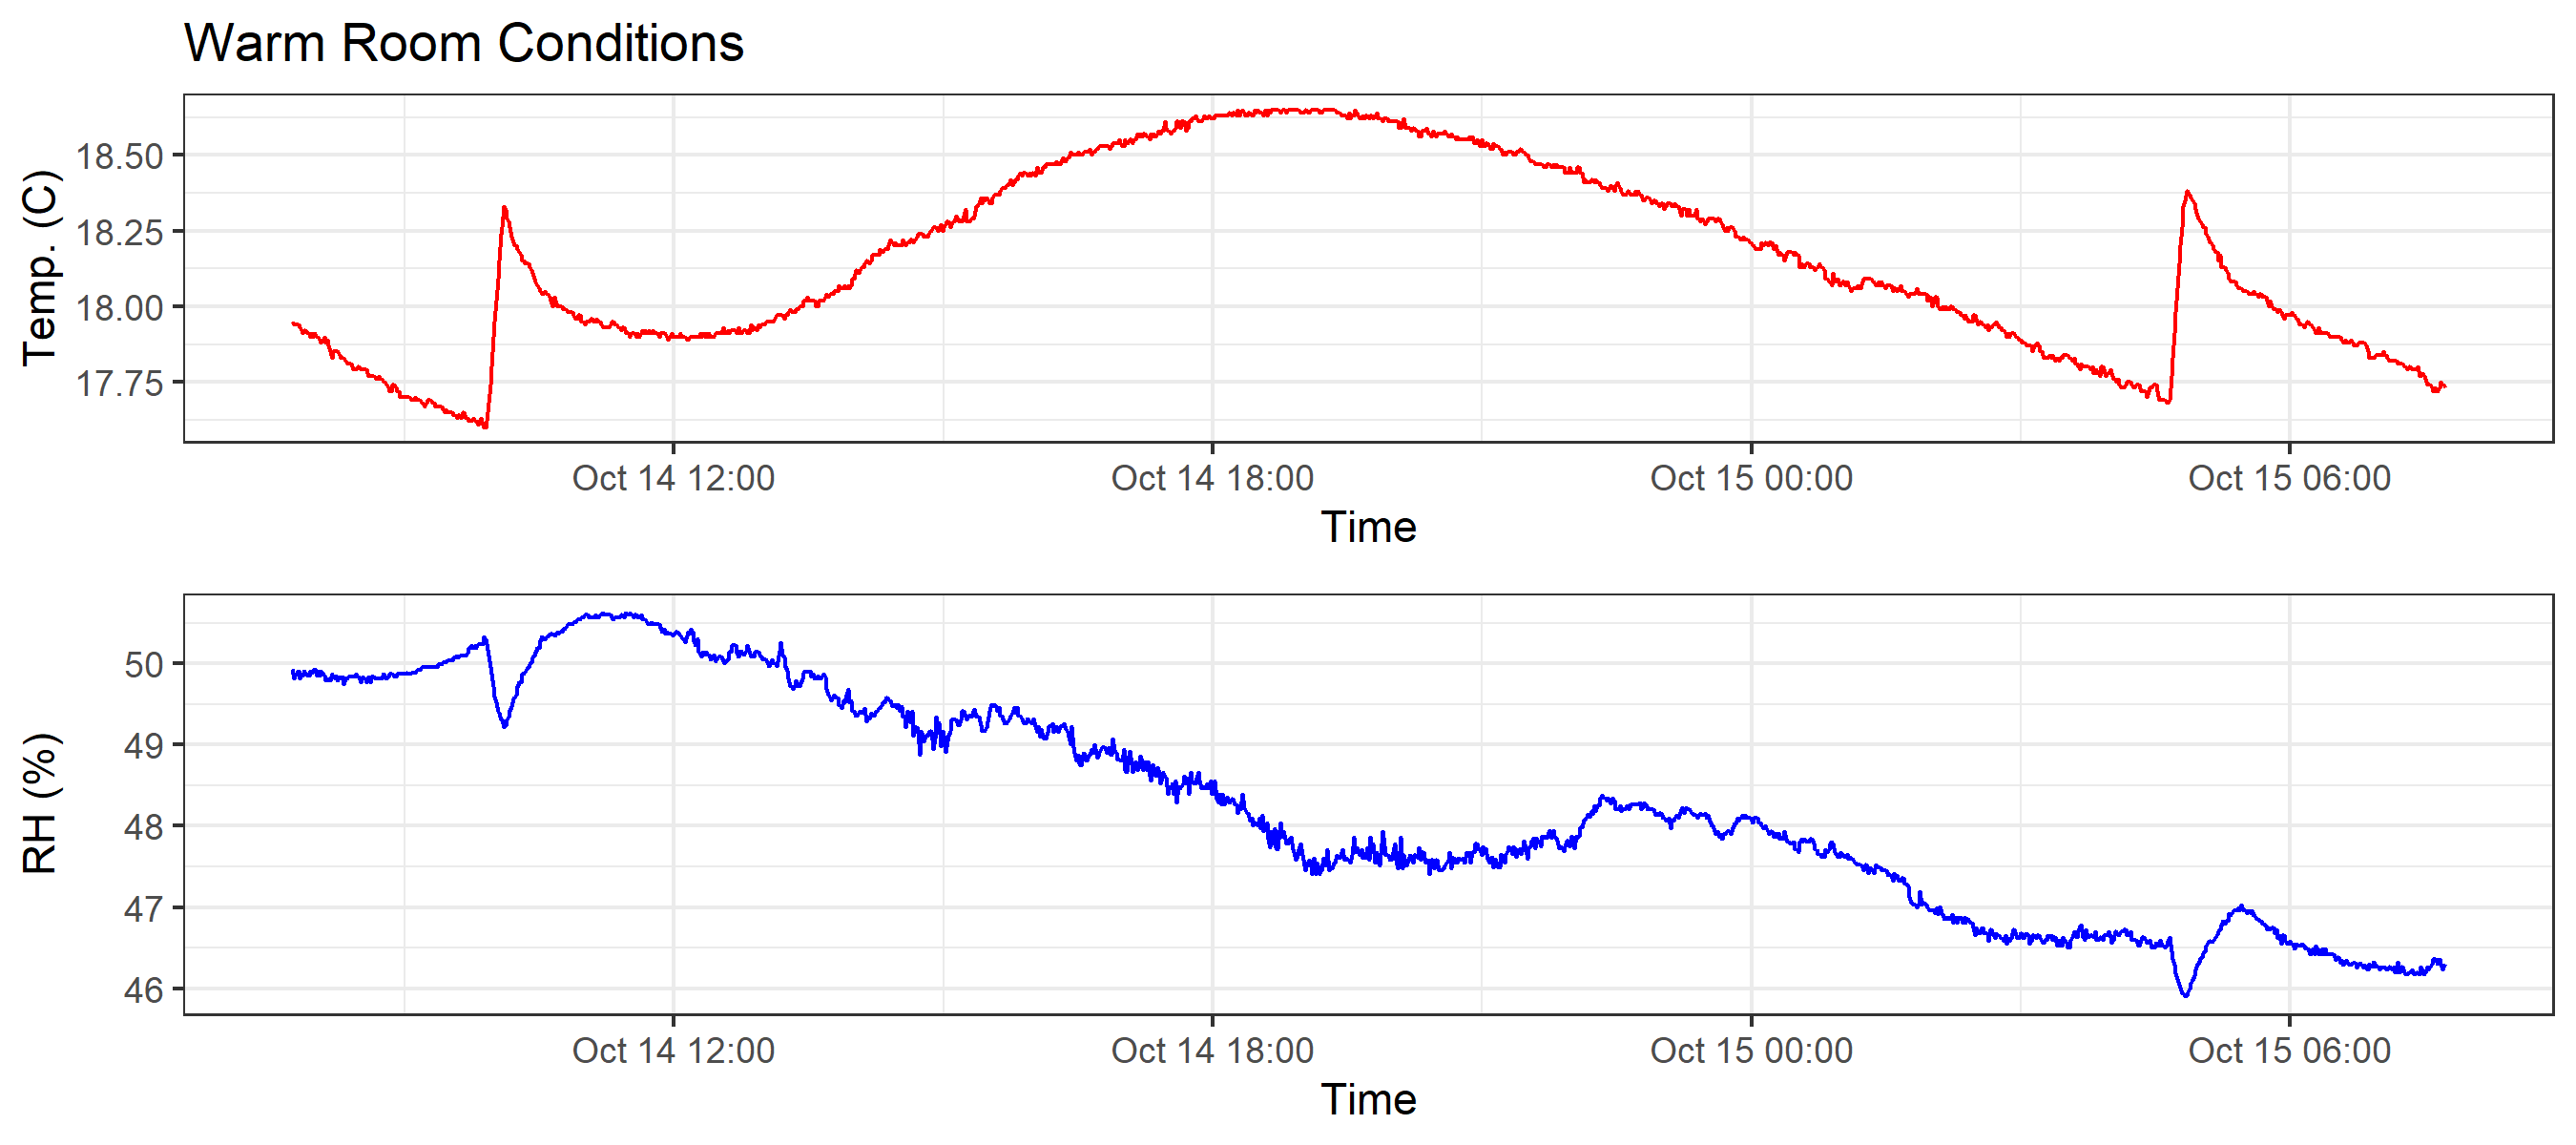 Warm Room Conditions
Temp. (C)
18.50
18.25
18.00
17.75
Oct 14 12:00 Oct 14 18:00 Oct 15 00:00 Oct 15 06:00
Time
RH (%)
50
49
48
47
46
Oct 14 12:00 Oct 14 18:00 Oct 15 00:00 Oct 15 06:00
Time